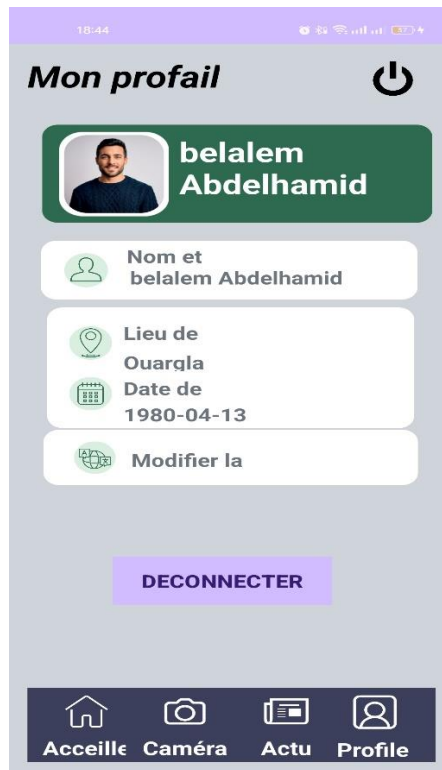 18:44
Mon profail
belalem
Abdelhamid
Nom et
belalem Abdelhamid
Lieu de
Ouargla
Date de
1980-04-13
Modifier la
DECONNECTER
Acceille Caméra Actu Profile